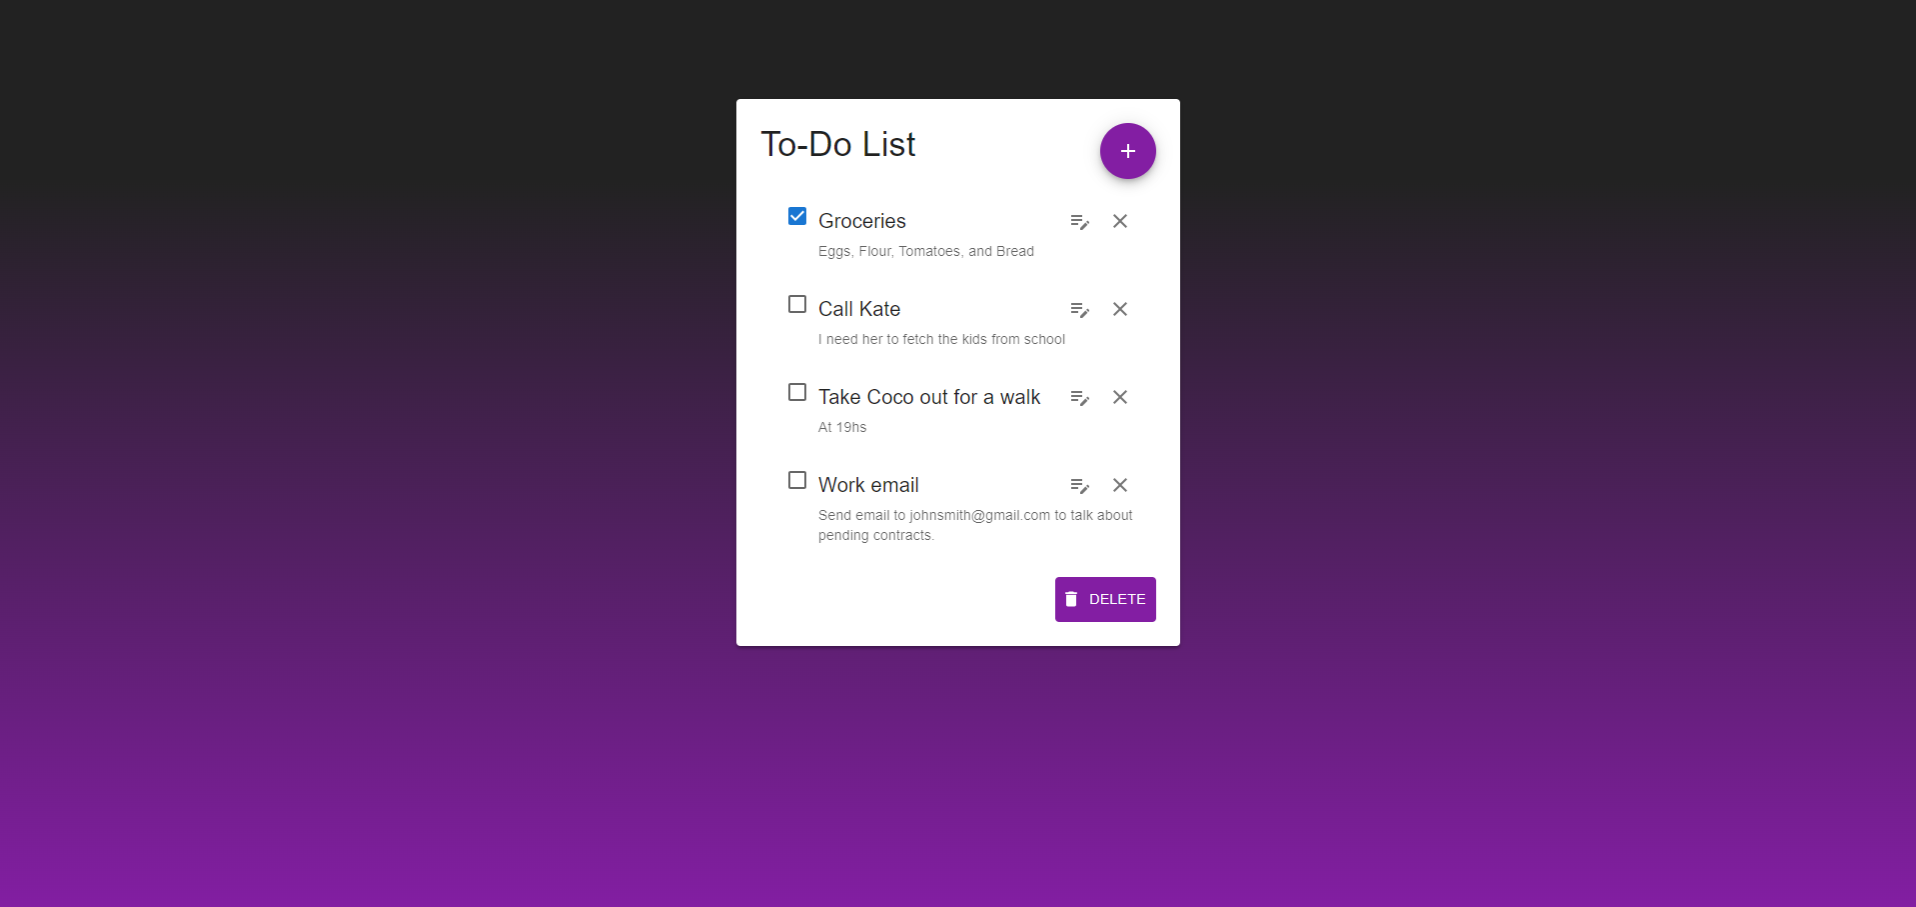 To-Do List
Groceries
Eggs, Flour, Tomatoes, and Bread
Call Kate
I need her to fetch the kids from school
Take Coco out for a walk
At 19hs
Work email
Send email to johnsmith@gmail.com to talk about
pending contracts.
DELETE